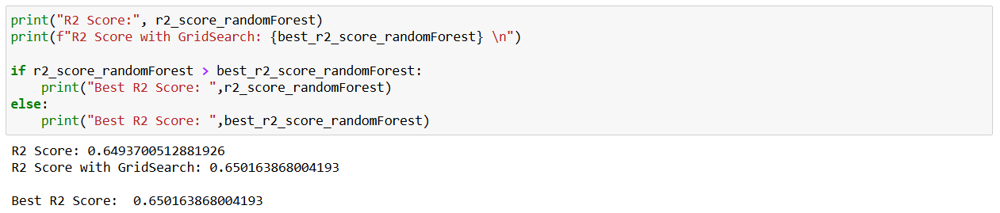 print("R2 Score:", r2_score_randomForest)
print(f"R2 Score with GridSearch: {best_r2_score_randomForest} \n")
if r2_score_randomForest > best_r2_score_randomForest:
    print("Best R2 Score: ",r2_score_randomForest)
else:
    print("Best R2 Score: ",best_r2_score_randomForest)
R2 Score: 0.6493700512881926
R2 Score with GridSearch: 0.650163868004193
Best R2 Score:  0.650163868004193